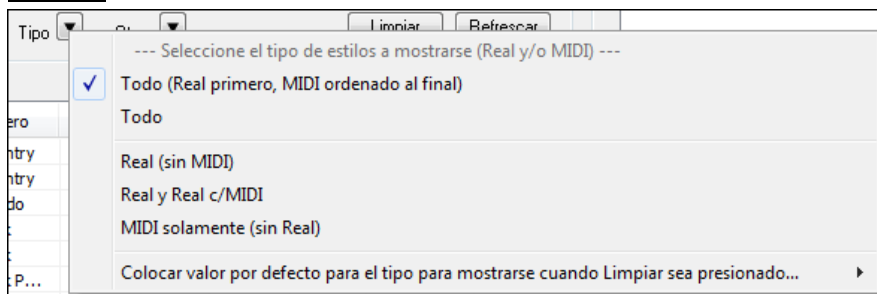 Tipo Limpiar Refrescar
--- Seleccione el tipo de estilos a mostrarse (Real y/o MIDI) ---
Todo (Real primero, MIDI ordenado al final)
Todo
Real (sin MIDI)
Real y Real c/MIDI
MIDI solamente (sin Real)
Colocar valor por defecto para el tipo para mostrarse cuando Limpiar sea presionado...